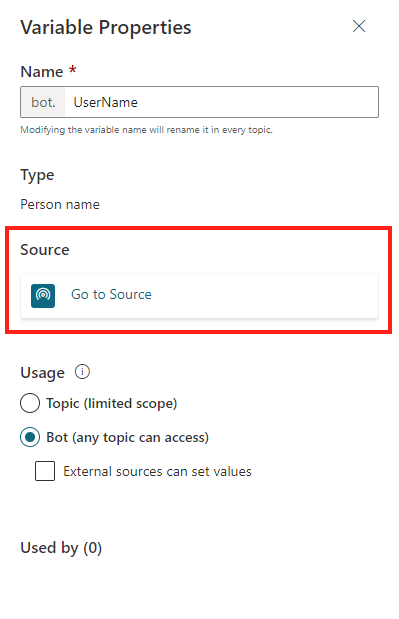 Variable Properties
Name *
bot. UserName
Modifying the variable name will rename it in every topic.
Type
Person name
Source
Go to Source
Usage
Topic (limited scope)
Bot (any topic can access)
External sources can set values
Used by (0)